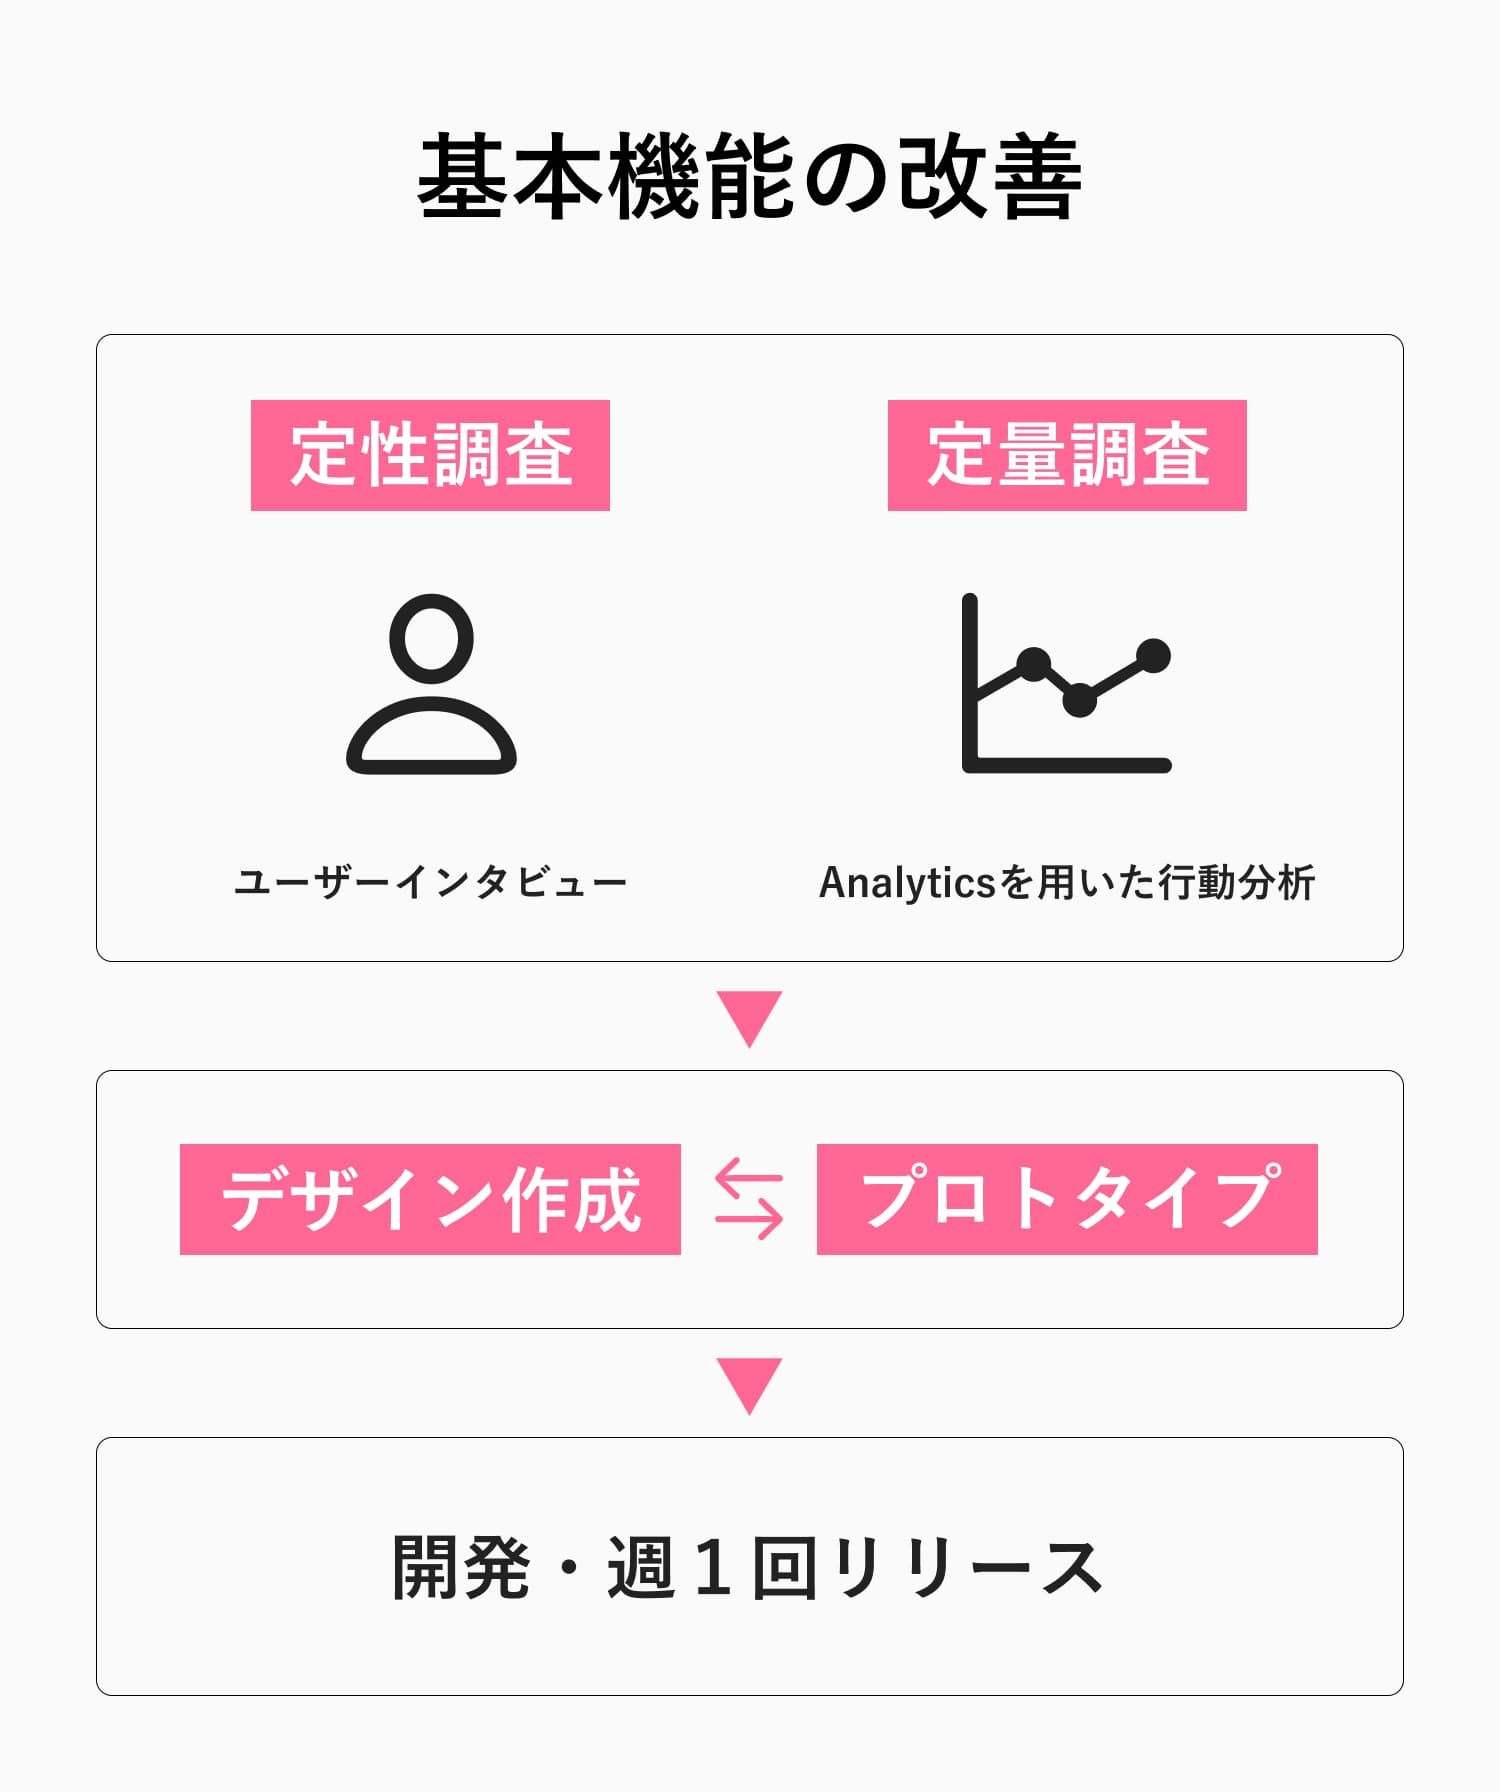 基本機能の改善
定性調査
定量調査
ユーザーインタビュー
Analyticsを用いた行動分析
デザイン作成
プロトタイプ
開発・週1回リリース